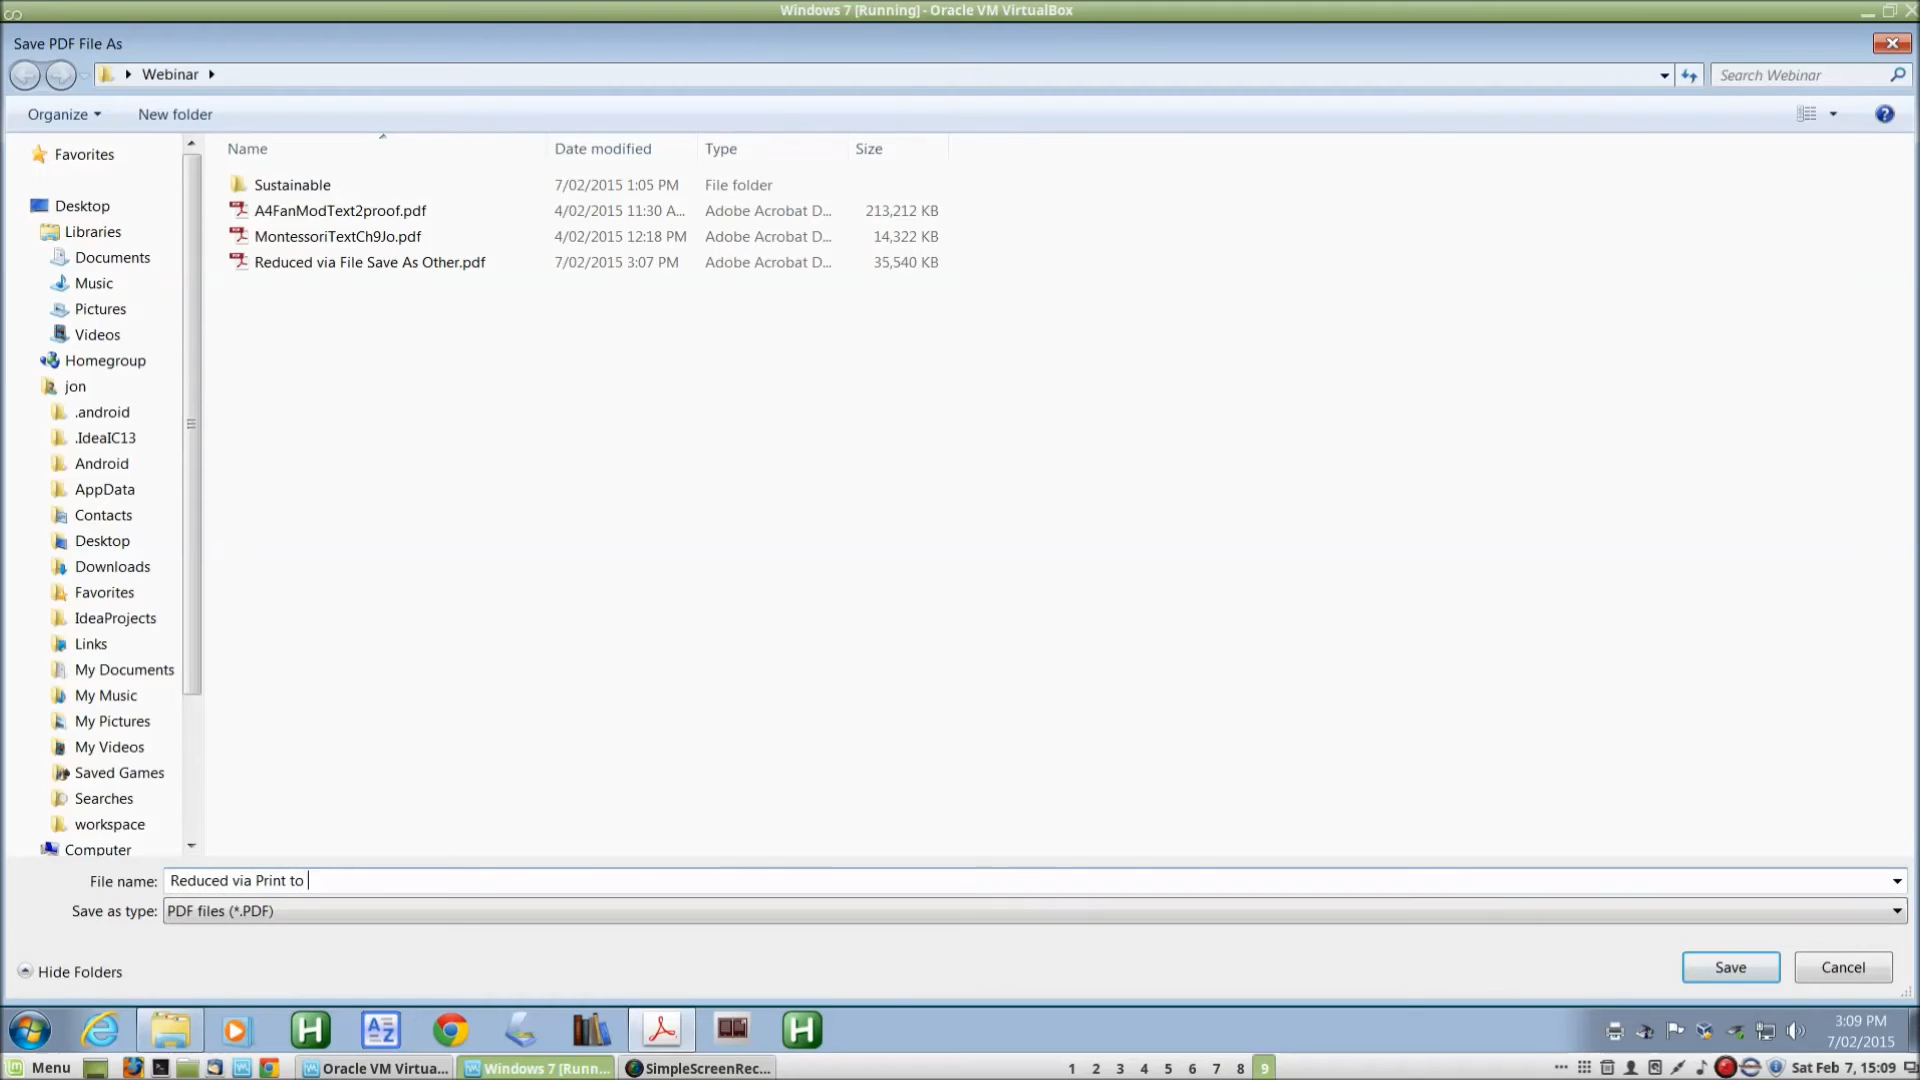 Windows 7 [Running] - Oracle VM VirtualBox
Save PDF File As
Webinar
Search Webinar
Organize
New folder
Name Date modified Type Size
Favorites
Sustainable 7/02/2015 1:05 PM File folder
A4FanModText2proof.pdf 4/02/2015 11:30 A... Adobe Acrobat D... 213,212 KB
MontessoriTextCh9Jo.pdf 4/02/2015 12:18 PM Adobe Acrobat D... 14,322 KB
Reduced via File Save As Other.pdf 7/02/2015 3:07 PM Adobe Acrobat D... 35,540 KB
Desktop
Libraries
Documents
Music
Pictures
Videos
Homegroup
jon
.android
.IdeaIC13
Android
AppData
Contacts
Desktop
Downloads
Favorites
IdeaProjects
Links
My Documents
My Music
My Pictures
My Videos
Saved Games
Searches
workspace
Computer
File name: Reduced via Print to
Save as type: PDF files (*.PDF)
Hide Folders
Save
Cancel
3:09 PM
7/02/2015
Menu
Oracle VM Virtua...
Windows 7 [Runn...
SimpleScreenRec...
1 2 3 4 5 6 7 8 9
Sat Feb 7, 15:09